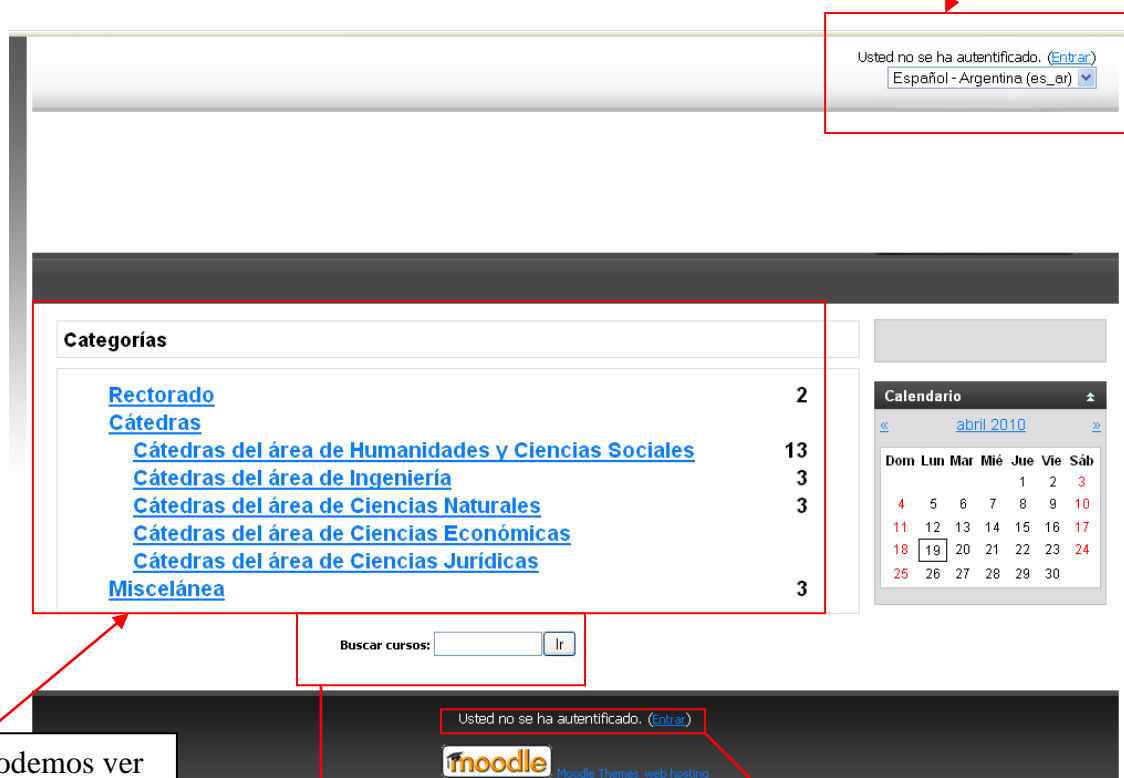 Usted no se ha autentificado. (Entrar)
Español - Argentina (es_ar)
Categorías
Rectorado 2
Cátedras
Cátedras del área de Humanidades y Ciencias Sociales 13
Cátedras del área de Ingeniería 3
Cátedras del área de Ciencias Naturales 3
Cátedras del área de Ciencias Económicas
Cátedras del área de Ciencias Jurídicas
Miscelánea 3
Calendario
« abril 2010 »
Dom Lun Mar Mié Jue Vie Sáb
1 2 3
4 5 6 7 8 9 10
11 12 13 14 15 16 17
18 19 20 21 22 23 24
25 26 27 28 29 30
Buscar cursos: Ir
Usted no se ha autentificado. (Entrar)
moodle Moodle Themes web hosting
odemos ver